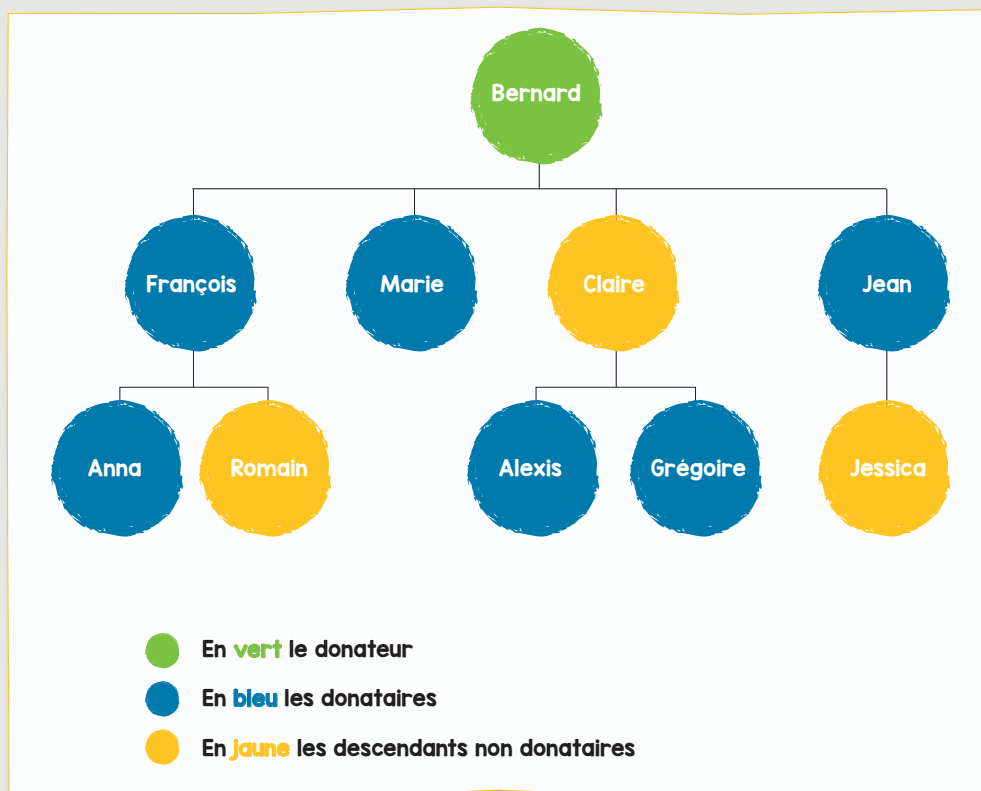 Bernard
François Marie Claire Jean
Anna Romain Alexis Grégoire Jessica
En vert le donateur
En bleu les donataires
En jaune les descendants non donataires